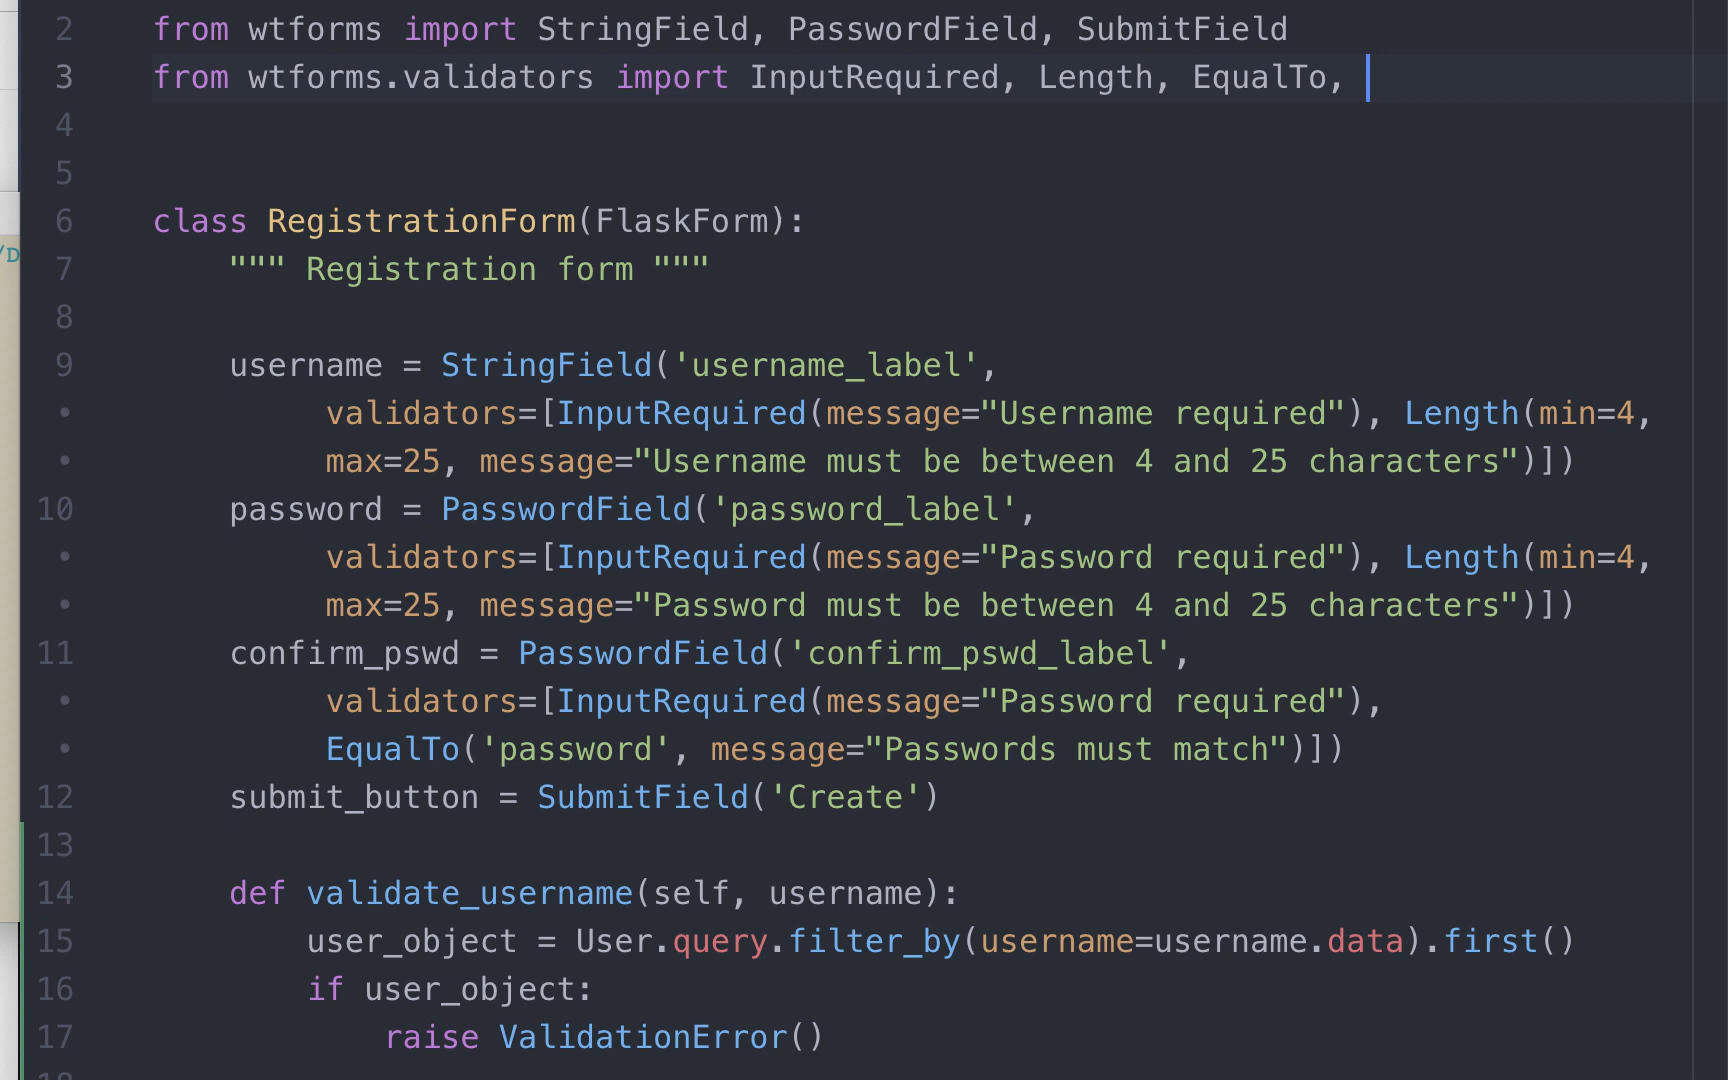 /D
2 from wtforms import StringField, PasswordField, SubmitField
3 from wtforms.validators import InputRequired, Length, EqualTo,
4
5
6 class RegistrationForm(FlaskForm):
7     """ Registration form """
8
9     username = StringField('username_label',
•          validators=[InputRequired(message="Username required"), Length(min=4,
•          max=25, message="Username must be between 4 and 25 characters")])
10     password = PasswordField('password_label',
•          validators=[InputRequired(message="Password required"), Length(min=4,
•          max=25, message="Password must be between 4 and 25 characters")])
11     confirm_pswd = PasswordField('confirm_pswd_label',
•          validators=[InputRequired(message="Password required"),
•          EqualTo('password', message="Passwords must match")])
12     submit_button = SubmitField('Create')
13
14     def validate_username(self, username):
15         user_object = User.query.filter_by(username=username.data).first()
16         if user_object:
17             raise ValidationError()
18